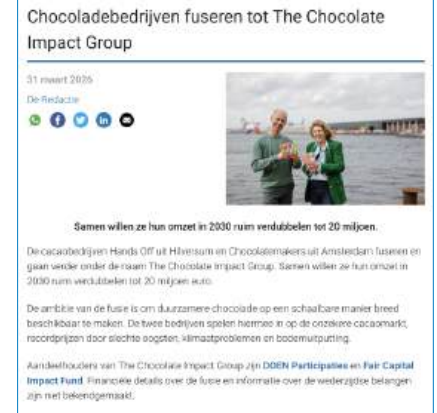 Chocoladebedrijven fuseren tot The Chocolate
Impact Group
31 maart 2026
De Redactie
Samen willen ze hun omzet in 2030 ruim verdubbelen tot 20 miljoen.
De cacaobedrijven Hands Off uit Hilversum en Chocolatemakers uit Amsterdam fuseren en
gaan verder onder de naam The Chocolate Impact Group. Samen willen ze hun omzet in
2030 ruim verdubbelen tot 20 miljoen euro.
De ambitie van de fusie is om duurzamere chocolade op een schaalbare manier breed
beschikbaar te maken. De twee bedrijven spelen hiermee in op de onzekere cacaomarkt,
recordprijzen door slechte oogsten, klimaatproblemen en bodemuitputting.
Aandeelhouders van The Chocolate Impact Group zijn DOEN Participaties en Fair Capital
Impact Fund. Financiële details over de fusie en informatie over de wederzijdse belangen
zijn niet bekendgemaakt.